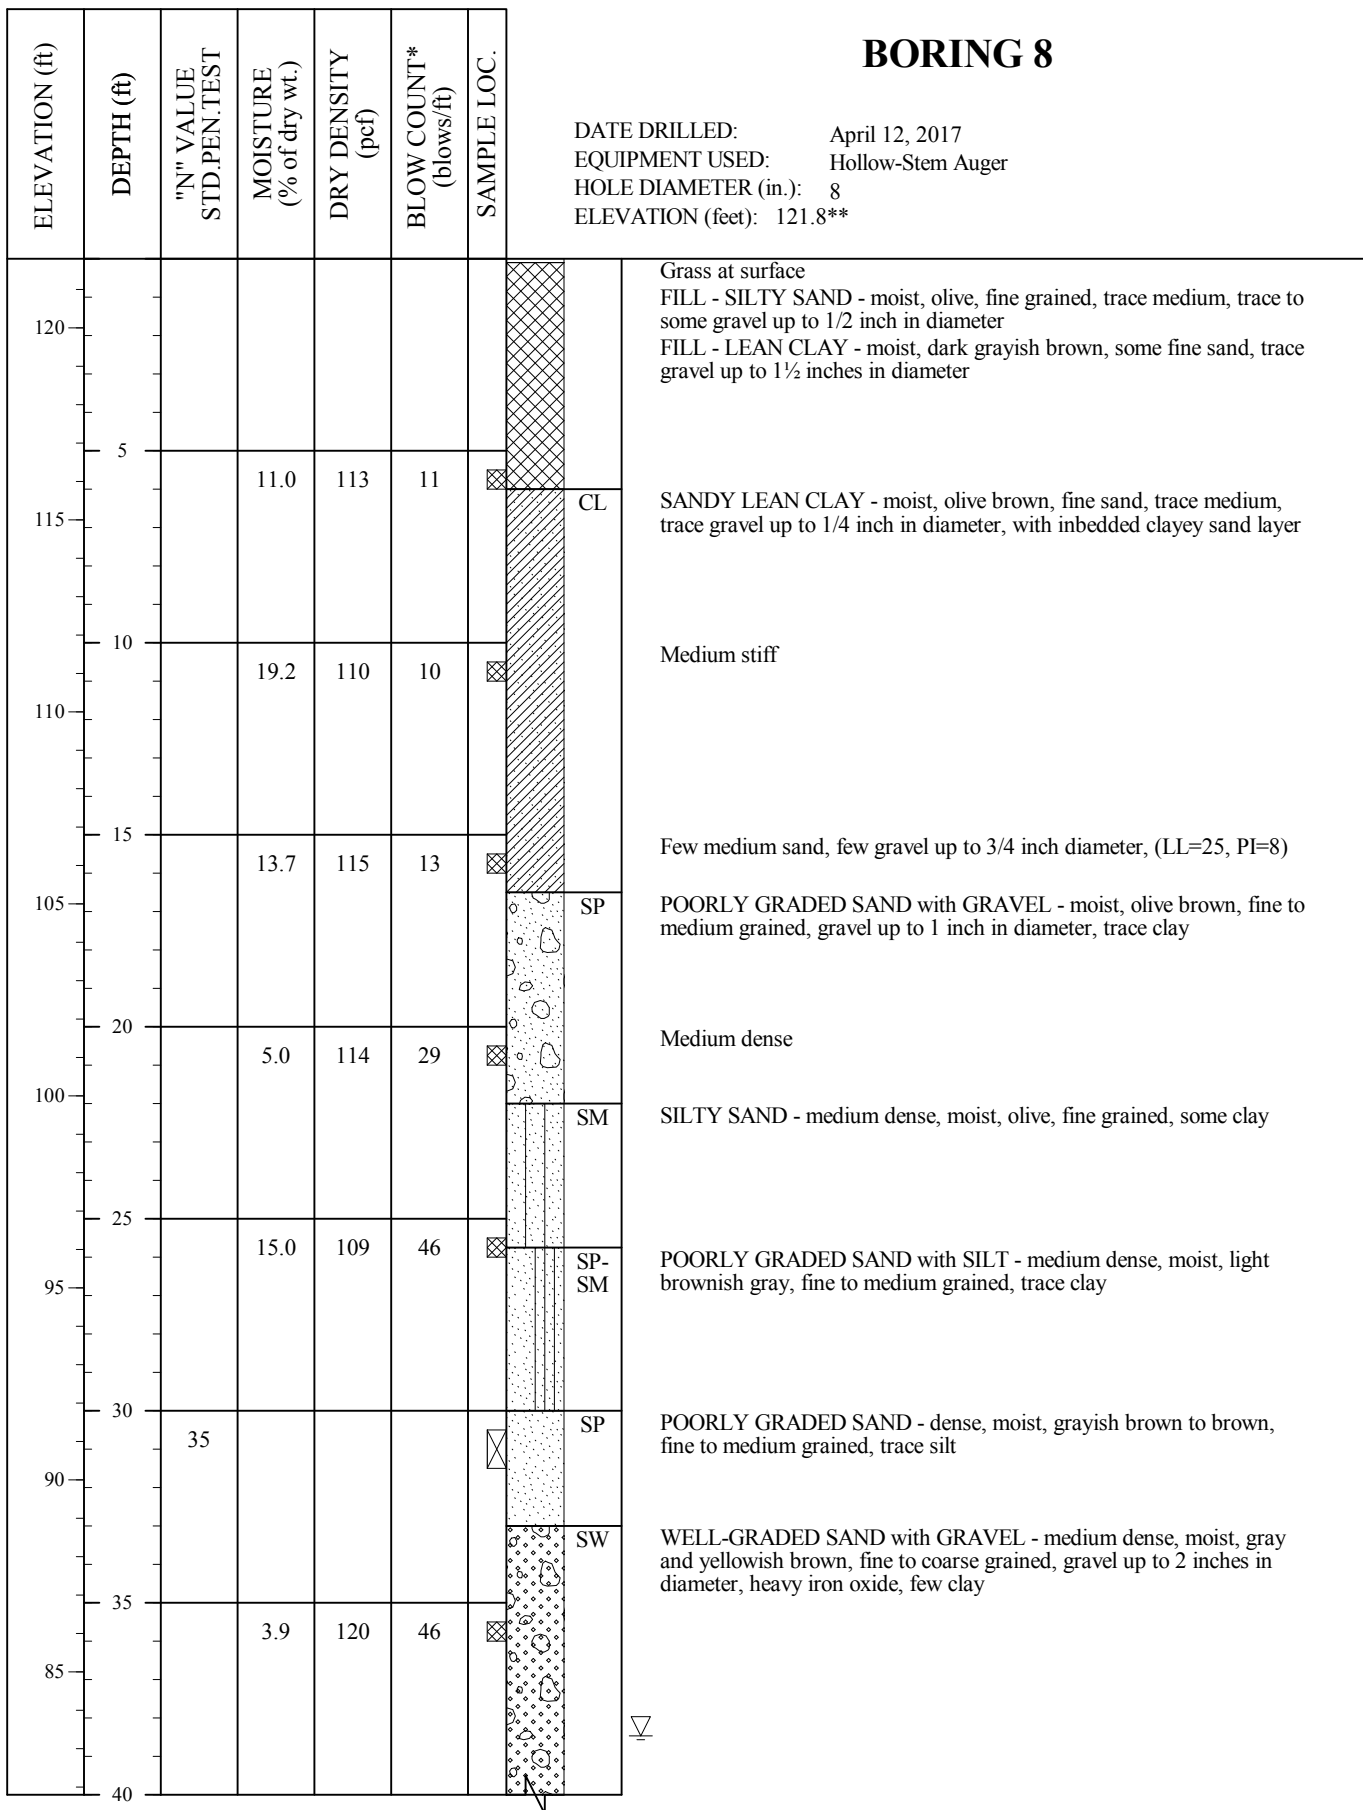 BORING 8
ELEVATION (ft)
DEPTH (ft)
"N" VALUE
STD.PEN.TEST
MOISTURE
(% of dry wt.)
DRY DENSITY
(pcf)
BLOW COUNT*
(blows/ft)
SAMPLE LOC.
DATE DRILLED: April 12, 2017
EQUIPMENT USED: Hollow-Stem Auger
HOLE DIAMETER (in.): 8
ELEVATION (feet): 121.8**
Grass at surface
FILL - SILTY SAND - moist, olive, fine grained, trace medium, trace to
120
some gravel up to 1/2 inch in diameter
FILL - LEAN CLAY - moist, dark grayish brown, some fine sand, trace
gravel up to 1½ inches in diameter
5
11.0 113 11
CL SANDY LEAN CLAY - moist, olive brown, fine sand, trace medium,
115
trace gravel up to 1/4 inch in diameter, with inbedded clayey sand layer
10
Medium stiff
19.2 110 10
110
15
Few medium sand, few gravel up to 3/4 inch diameter, (LL=25, PI=8)
13.7 115 13
105
SP POORLY GRADED SAND with GRAVEL - moist, olive brown, fine to
medium grained, gravel up to 1 inch in diameter, trace clay
20
Medium dense
5.0 114 29
100
SM SILTY SAND - medium dense, moist, olive, fine grained, some clay
25
15.0 109 46
SP- POORLY GRADED SAND with SILT - medium dense, moist, light
95
SM brownish gray, fine to medium grained, trace clay
30
SP POORLY GRADED SAND - dense, moist, grayish brown to brown,
35
fine to medium grained, trace silt
90
SW WELL-GRADED SAND with GRAVEL - medium dense, moist, gray
and yellowish brown, fine to coarse grained, gravel up to 2 inches in
diameter, heavy iron oxide, few clay
35
3.9 120 46
85
40